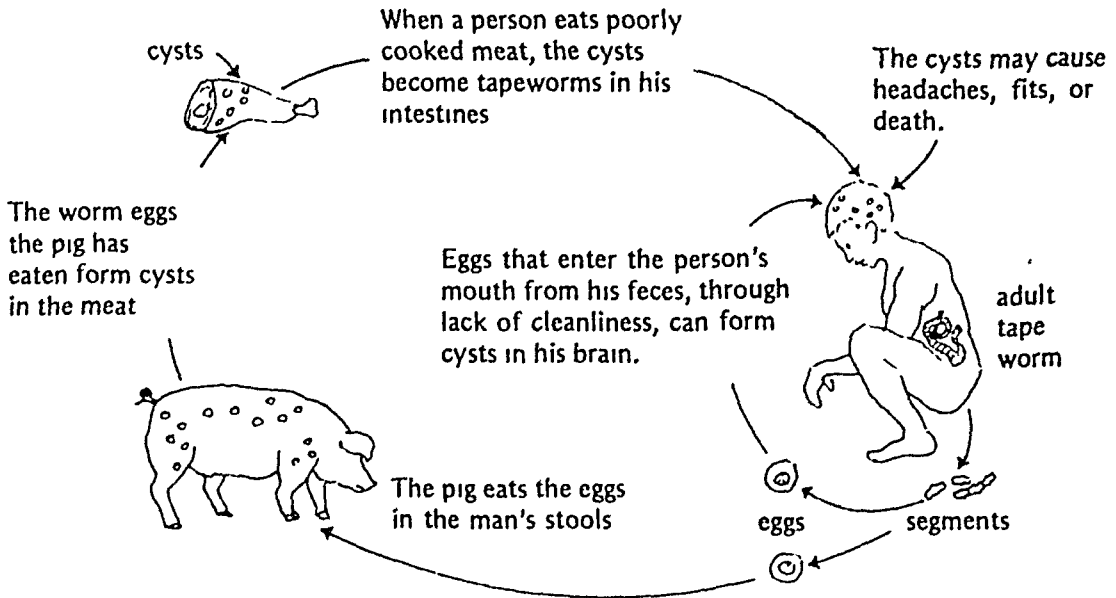 cysts
When a person eats poorly
cooked meat, the cysts
become tapeworms in his
intestines
The cysts may cause
headaches, fits, or
death.
The worm eggs
the pig has
eaten form cysts
in the meat
Eggs that enter the person's
mouth from his feces, through
lack of cleanliness, can form
cysts in his brain.
adult
tape
worm
The pig eats the eggs
in the man's stools
eggs
segments